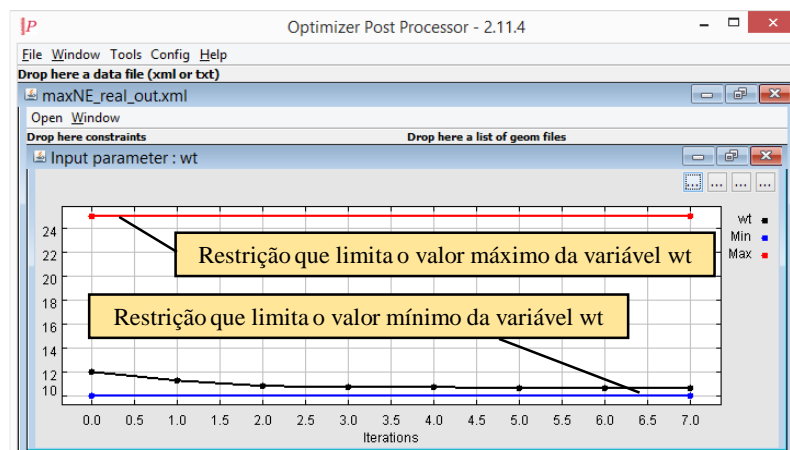 Optimizer Post Processor - 2.11.4
File Window Tools Config Help
Drop here a data file (xml or txt)
maxNE_real_out.xml
Open Window
Drop here constraints Drop here a list of geom files
Input parameter : wt
... ... ... ...
wt
Min
Max
Restrição que limita o valor máximo da variável wt
Restrição que limita o valor mínimo da variável wt
24
22
20
18
16
14
12
10
0.0 0.5 1.0 1.5 2.0 2.5 3.0 3.5 4.0 4.5 5.0 5.5 6.0 6.5 7.0
Iterations